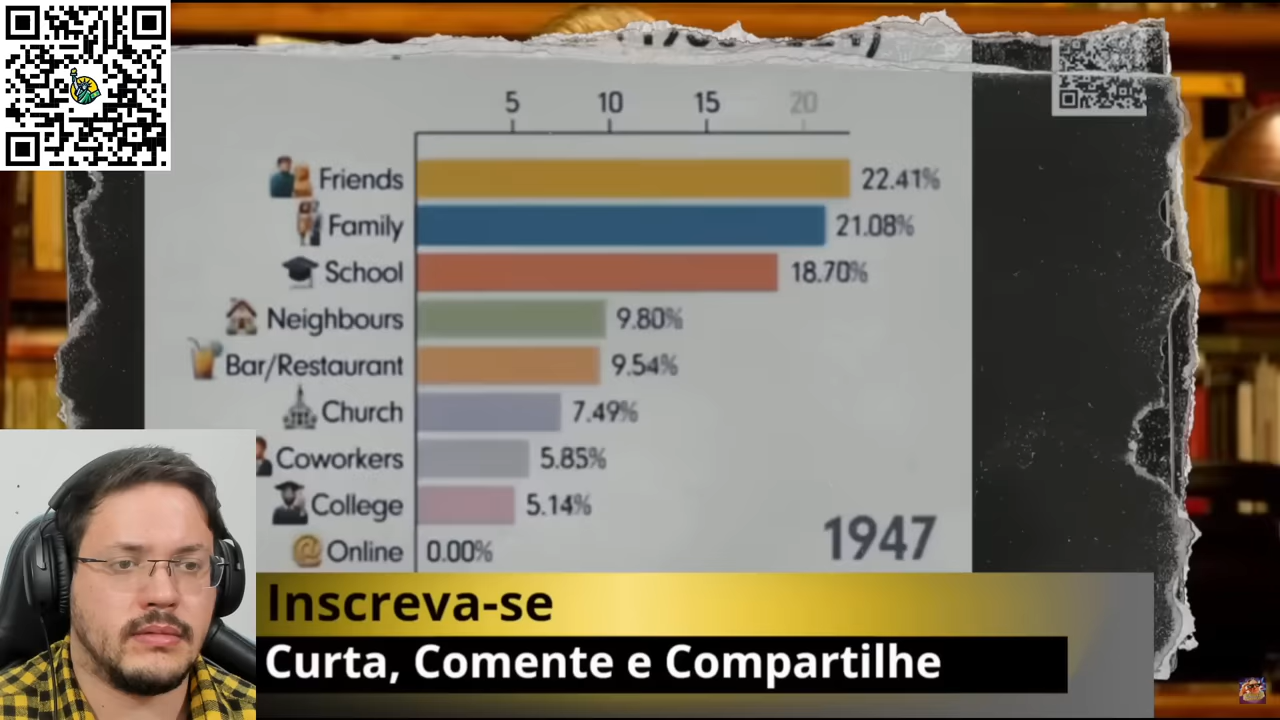 5 10 15 20
Friends 22.41%
Family 21.08%
School 18.70%
Neighbours 9.80%
Bar/Restaurant 9.54%
Church 7.49%
Coworkers 5.85%
College 5.14%
Online 0.00%
1947
Inscreva-se
Curta, Comente e Compartilhe